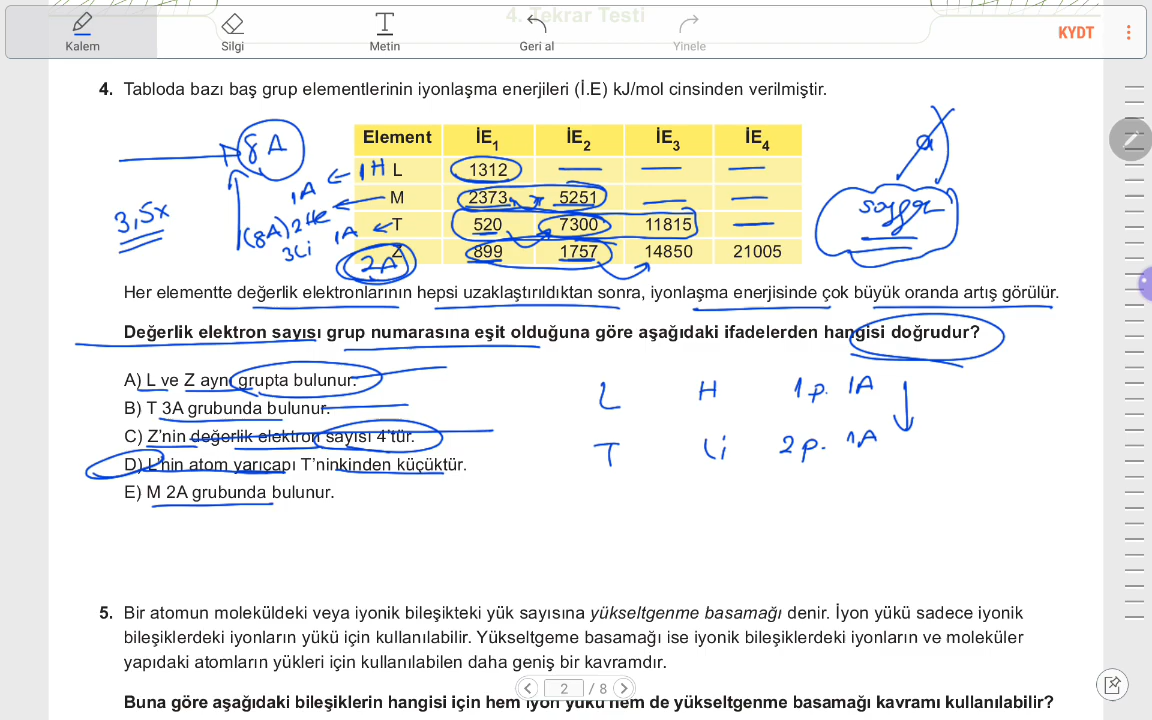 4. Tekrar Testi
Kalem
Silgi
Metin
Geri al
Yinele
KYDT
4. Tabloda bazı baş grup elementlerinin iyonlaşma enerjileri (İ.E) kJ/mol cinsinden verilmiştir.
8A
Element İE1 İE2 İE3 İE4
1A ← 1H L 1312 — — —
(8A) 2He ← M 2373 5251 — —
3Li 1A ← T 520 7300 11815 —
2A Z 899 1757 14850 21005
3,5x
soygaz
Her elementte değerlik elektronlarının hepsi uzaklaştırıldıktan sonra, iyonlaşma enerjisinde çok büyük oranda artış görülür.
Değerlik elektron sayısı grup numarasına eşit olduğuna göre aşağıdaki ifadelerden hangisi doğrudur?
A) L ve Z aynı grupta bulunur.
B) T 3A grubunda bulunur.
C) Z’nin değerlik elektron sayısı 4’tür.
D) L’nin atom yarıçapı T’ninkinden küçüktür.
E) M 2A grubunda bulunur.
L H 1p. 1A
T Li 2p. 1A
5. Bir atomun moleküldeki veya iyonik bileşikteki yük sayısına yükseltgenme basamağı denir. İyon yükü sadece iyonik
bileşiklerdeki iyonların yükü için kullanılabilir. Yükseltgeme basamağı ise iyonik bileşiklerdeki iyonların ve moleküler
yapıdaki atomların yükleri için kullanılabilen daha geniş bir kavramdır.
2 / 8
Buna göre aşağıdaki bileşiklerin hangisi için hem iyon yükü hem de yükseltgenme basamağı kavramı kullanılabilir?